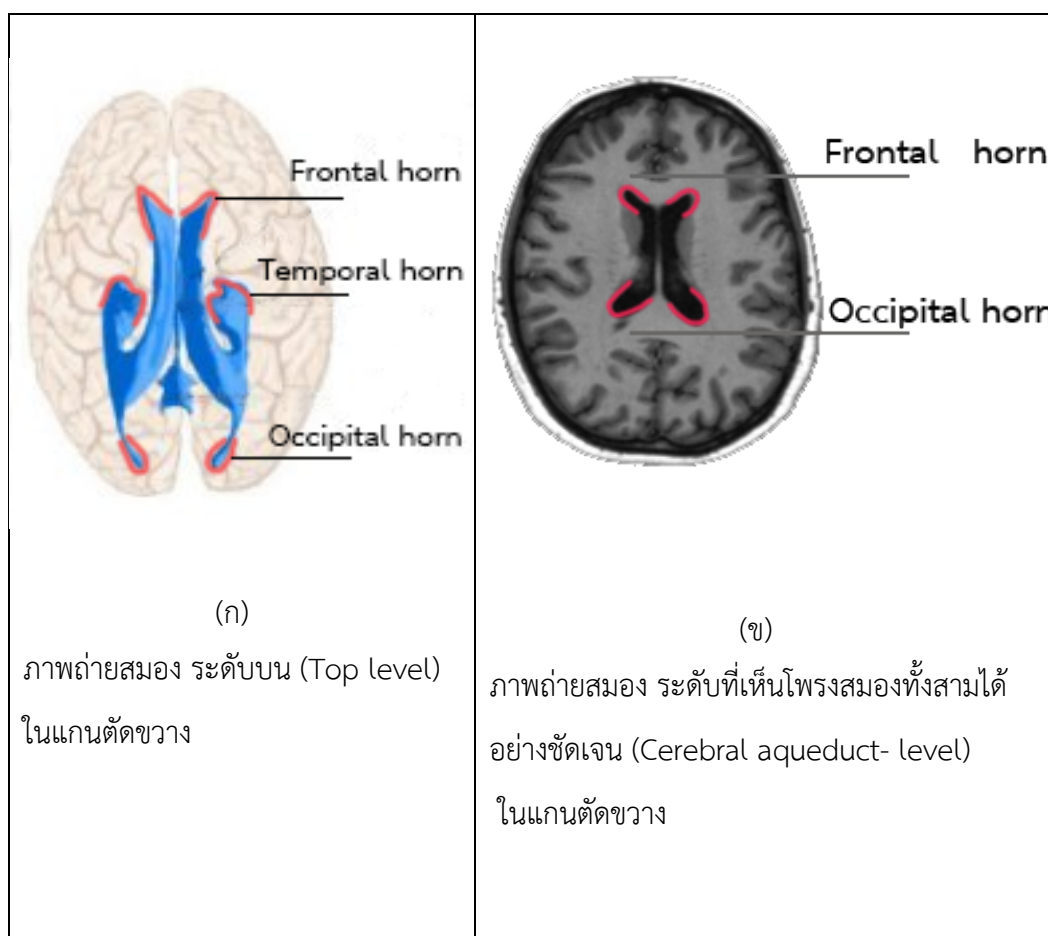 Frontal horn
Temporal horn
Occipital horn
(ก)
ภาพถ่ายสมอง ระดับบน (Top level)
ในแกนตัดขวาง
Frontal horn
Occipital horn
(ข)
ภาพถ่ายสมอง ระดับที่เห็นโพรงสมองทั้งสามได้
อย่างชัดเจน (Cerebral aqueduct- level)
ในแกนตัดขวาง